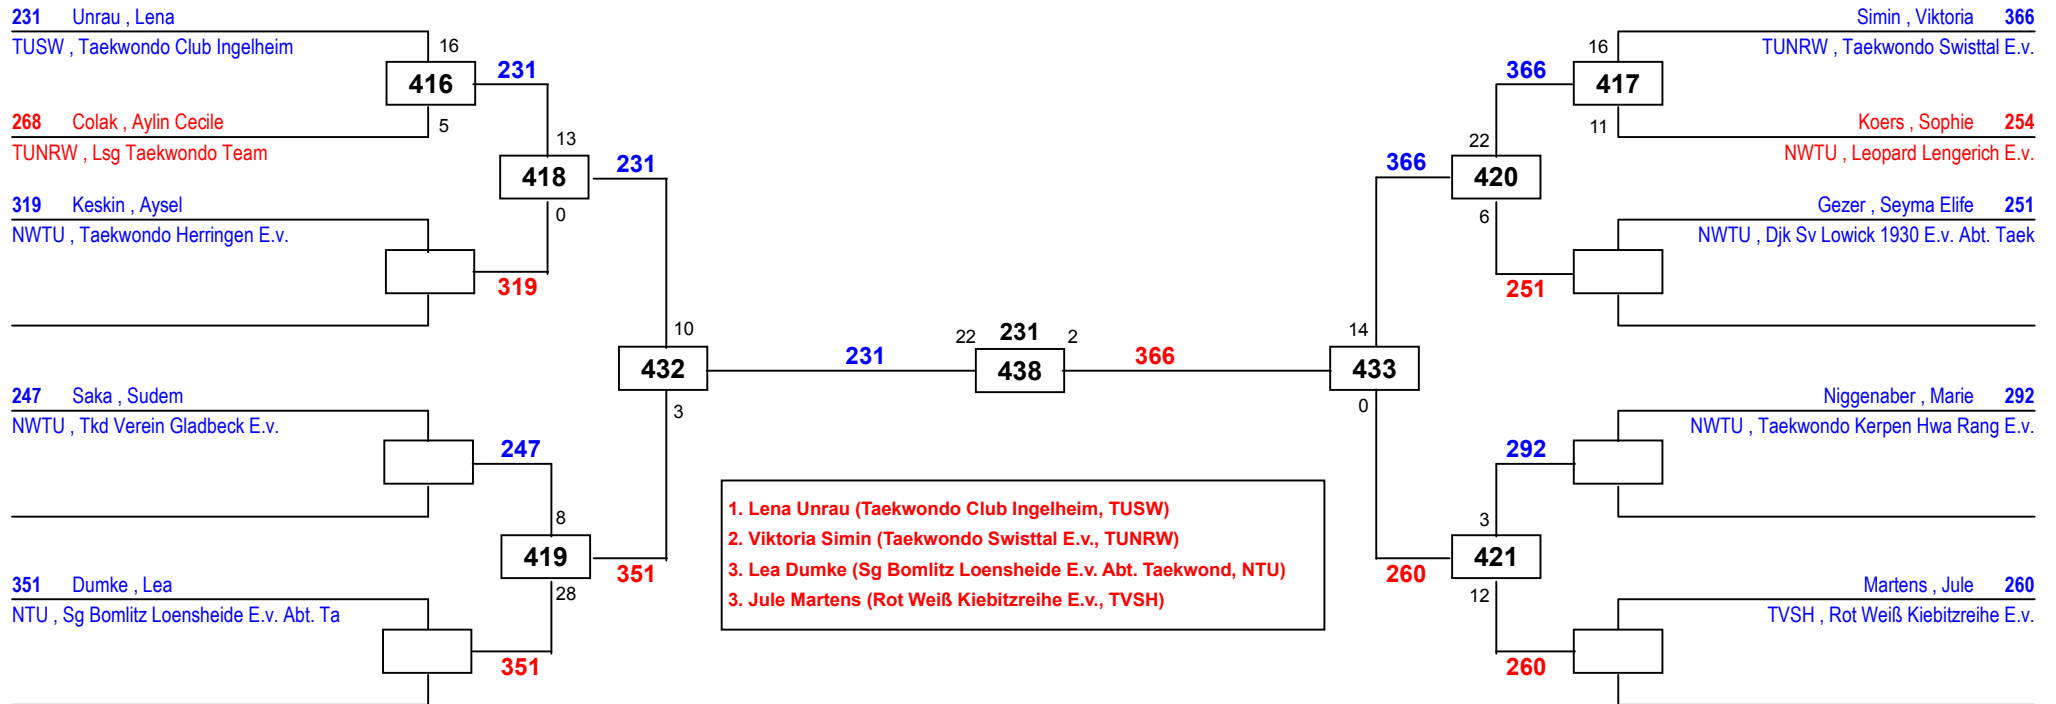 231 Unrau , Lena
TUSW , Taekwondo Club Ingelheim
16
416
231
5
268 Colak , Aylin Cecile
TUNRW , Lsg Taekwondo Team
13
418
231
0
319 Keskin , Aysel
NWTU , Taekwondo Herringen E.v.
319
10
432
231
3
247 Saka , Sudem
NWTU , Tkd Verein Gladbeck E.v.
247
8
419
351
28
351 Dumke , Lea
NTU , Sg Bomlitz Loensheide E.v. Abt. Ta
351
22 231 2
438
366
1. Lena Unrau (Taekwondo Club Ingelheim, TUSW)
2. Viktoria Simin (Taekwondo Swisttal E.v., TUNRW)
3. Lea Dumke (Sg Bomlitz Loensheide E.v. Abt. Taekwond, NTU)
3. Jule Martens (Rot Weiß Kiebitzreihe E.v., TVSH)
Simin , Viktoria 366
TUNRW , Taekwondo Swisttal E.v.
16
366
417
11
Koers , Sophie 254
NWTU , Leopard Lengerich E.v.
22
366
420
6
Gezer , Seyma Elife 251
NWTU , Djk Sv Lowick 1930 E.v. Abt. Taek
251
14
433
0
Niggenaber , Marie 292
NWTU , Taekwondo Kerpen Hwa Rang E.v.
292
3
421
260
12
Martens , Jule 260
TVSH , Rot Weiß Kiebitzreihe E.v.
260